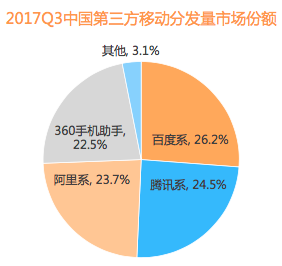 2017Q3中国第三方移动分发量市场份额
其他, 3.1%
百度系, 26.2%
腾讯系, 24.5%
阿里系, 23.7%
360手机助手,
22.5%